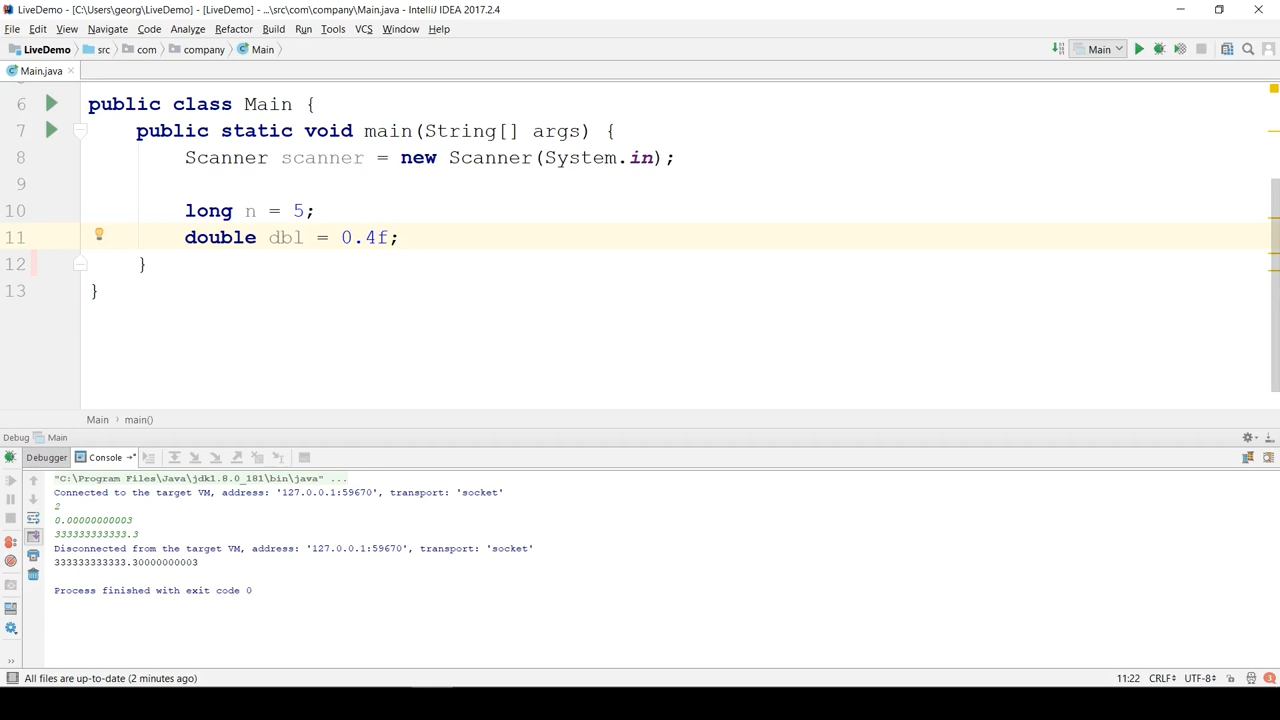 LiveDemo - [C:\Users\georg\LiveDemo] - [LiveDemo] - ...\src\com\company\Main.java - IntelliJ IDEA 2017.2.4
File Edit View Navigate Code Analyze Refactor Build Run Tools VCS Window Help
LiveDemo src com company Main Main
Main.java
6 public class Main {
7 public static void main(String[] args) {
8 Scanner scanner = new Scanner(System.in);
9
10 long n = 5;
11 double dbl = 0.4f;
12 }
13 }
Main › main()
Debug Main
Debugger Console
"C:\Program Files\Java\jdk1.8.0_181\bin\java" ...
Connected to the target VM, address: '127.0.0.1:59670', transport: 'socket'
2
0.00000000003
333333333333.3
Disconnected from the target VM, address: '127.0.0.1:59670', transport: 'socket'
333333333333.30000000003
Process finished with exit code 0
All files are up-to-date (2 minutes ago) 11:22 CRLF UTF-8 3